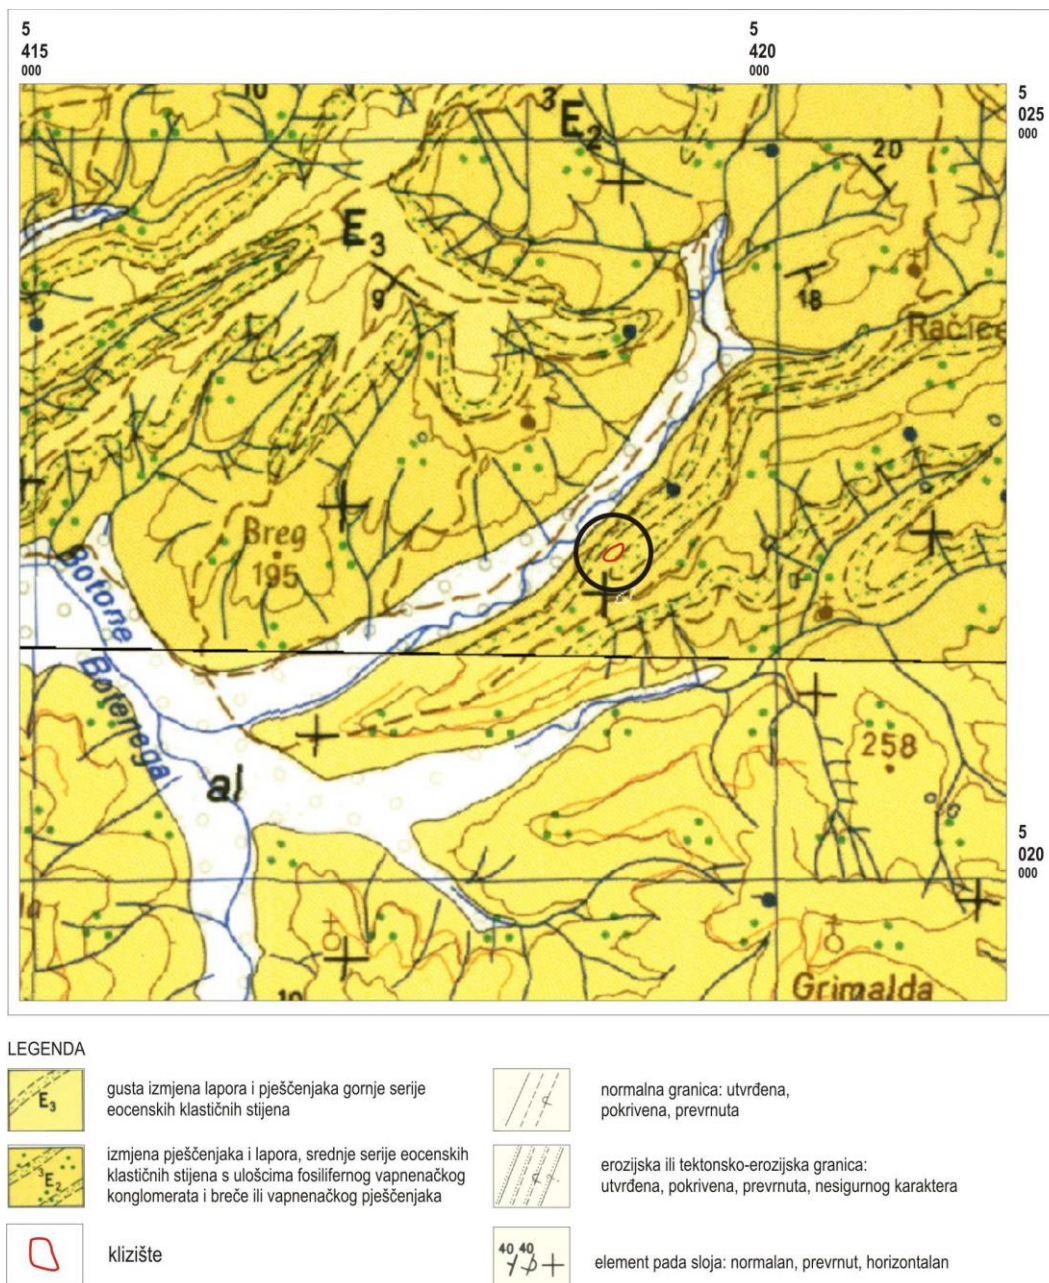 5
415
000
5
420
000
5
025
000
10
3E2
20
E3
9
18
Račice
Breg
195
Botone
Botenega
al
258
5
020
000
10
Grimalda
LEGENDA
E3
gusta izmjena lapora i pješčenjaka gornje serije
eocenskih klastičnih stijena
3E2
izmjena pješčenjaka i lapora, srednje serije eocenskih
klastičnih stijena s ulošcima fosilifernog vapnenačkog
konglomerata i breče ili vapnenačkog pješčenjaka
klizište
normalna granica: utvrđena,
pokrivena, prevrnuta
erozijska ili tektonsko-erozijska granica:
utvrđena, pokrivena, prevrnuta, nesigurnog karaktera
40 40
element pada sloja: normalan, prevrnut, horizontalan